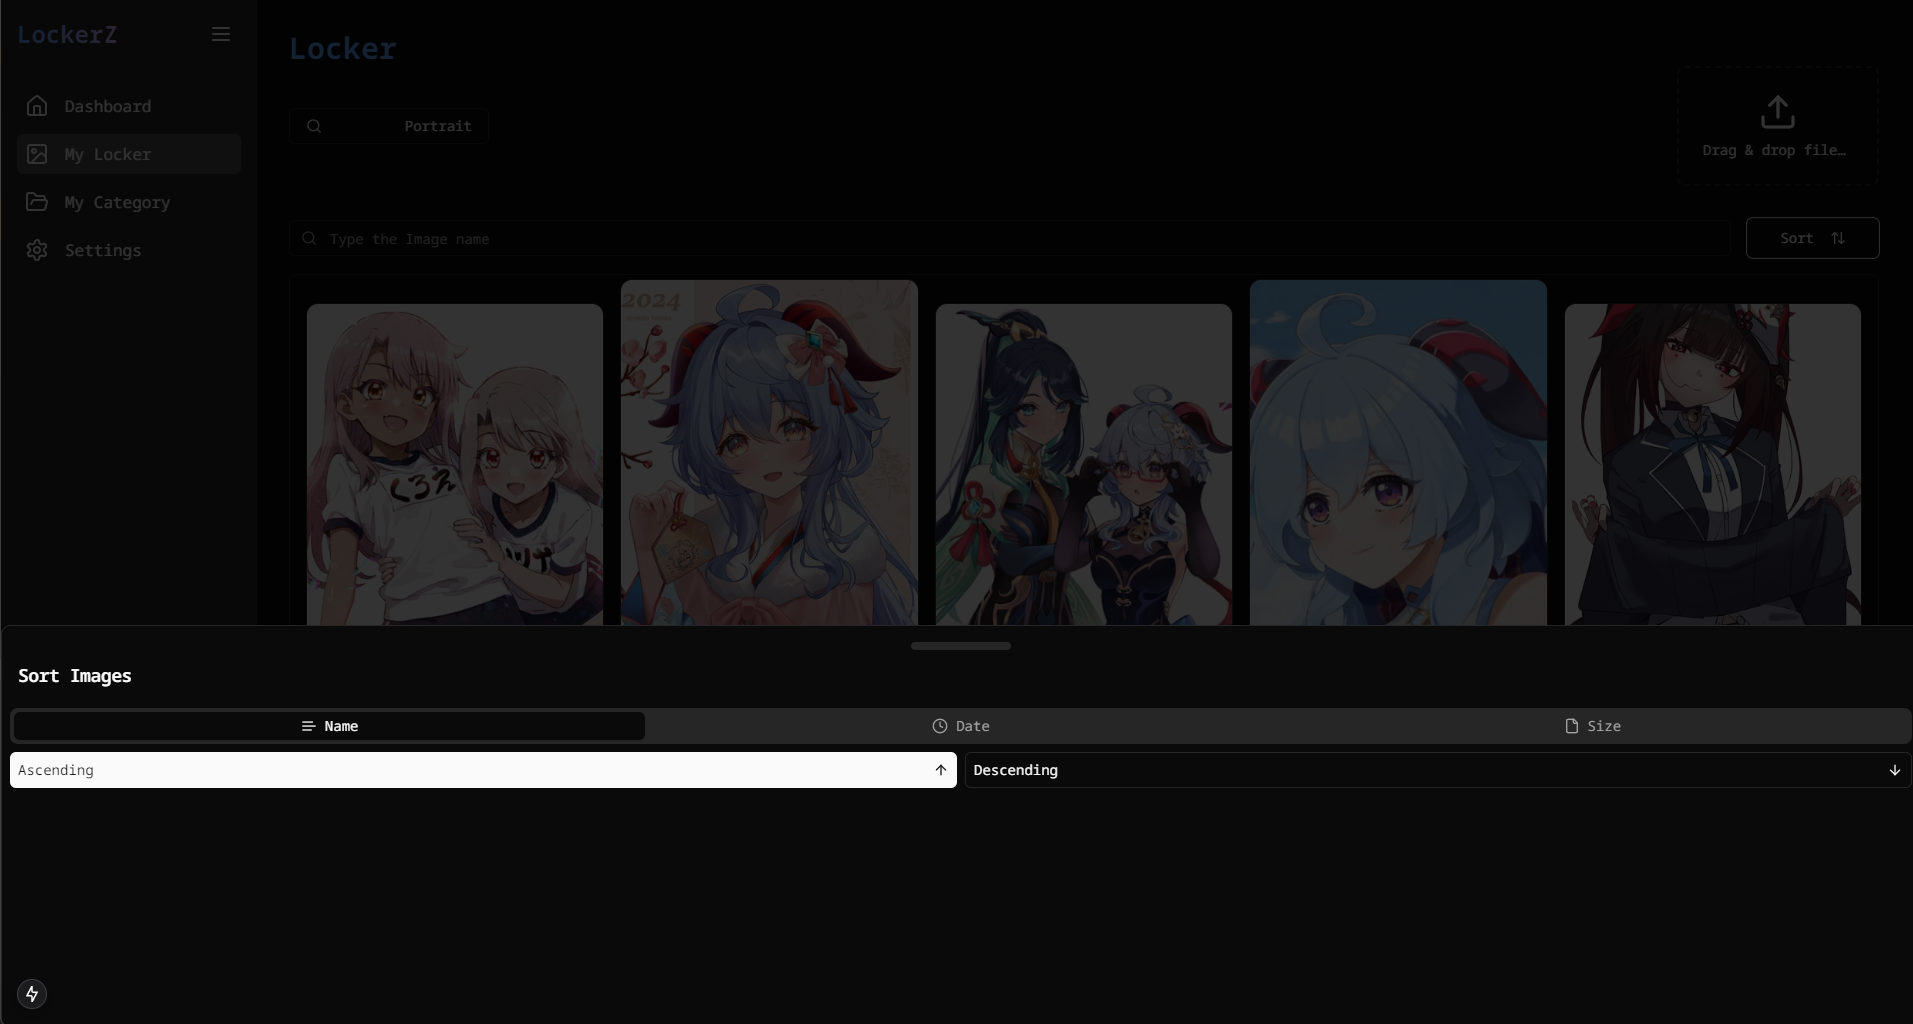 LockerZ
Dashboard
My Locker
My Category
Settings
Locker
Portrait
Drag & drop file…
Type the Image name
Sort
2024
くろえ
Sort Images
Name
Date
Size
Ascending
Descending